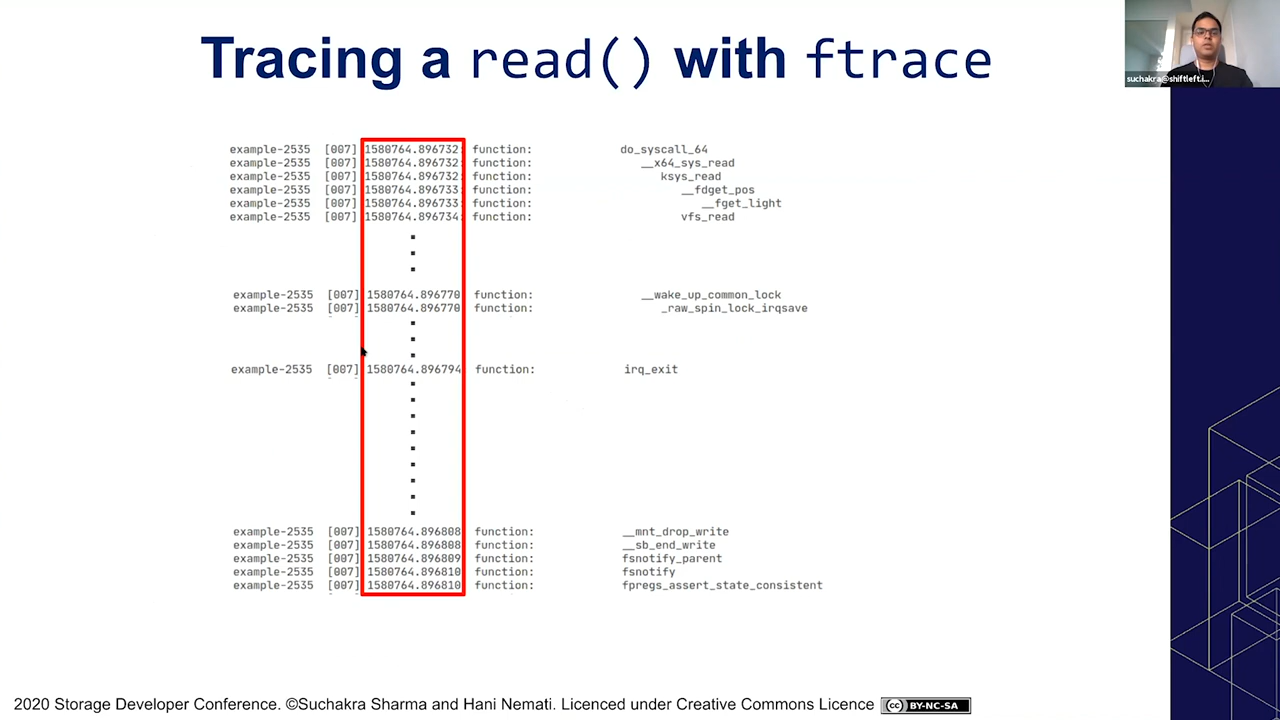 Tracing a read() with ftrace
suchakra@shiftleft.i...
example-2535 [007] 1580764.896732: function: do_syscall_64
example-2535 [007] 1580764.896732: function: __x64_sys_read
example-2535 [007] 1580764.896732: function: ksys_read
example-2535 [007] 1580764.896733: function: __fdget_pos
example-2535 [007] 1580764.896733: function: __fget_light
example-2535 [007] 1580764.896734: function: vfs_read
example-2535 [007] 1580764.896770 function: __wake_up_common_lock
example-2535 [007] 1580764.896770 function: _raw_spin_lock_irqsave
example-2535 [007] 1580764.896794 function: irq_exit
example-2535 [007] 1580764.896808 function: __mnt_drop_write
example-2535 [007] 1580764.896808 function: __sb_end_write
example-2535 [007] 1580764.896809 function: fsnotify_parent
example-2535 [007] 1580764.896810 function: fsnotify
example-2535 [007] 1580764.896810 function: fpregs_assert_state_consistent
2020 Storage Developer Conference. ©Suchakra Sharma and Hani Nemati. Licenced under Creative Commons Licence cc BY-NC-SA